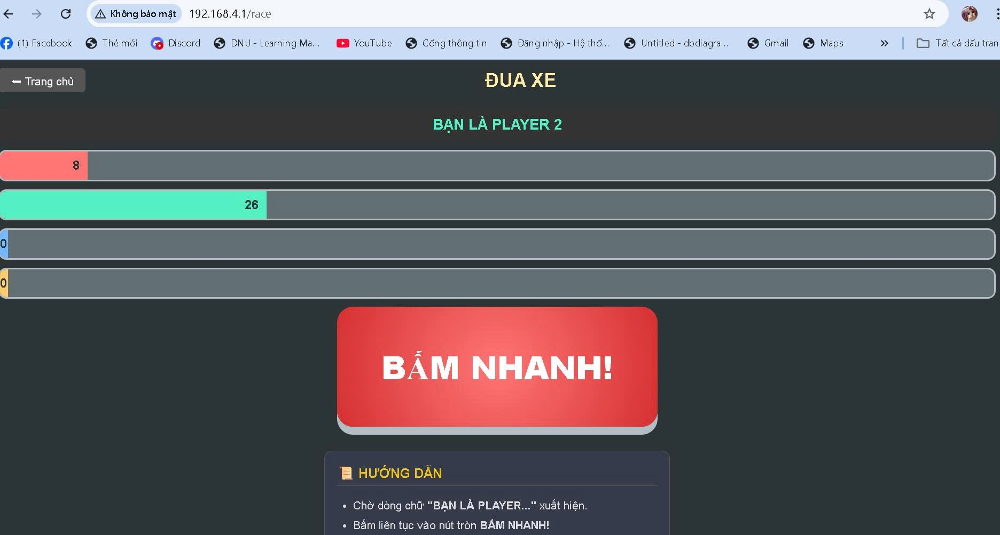 Không bảo mật 192.168.4.1/race
(1) Facebook Thẻ mới Discord DNU - Learning Ma... YouTube Cổng thông tin Đăng nhập - Hệ thố... Untitled - dbdiagra... Gmail Maps » Tất cả dấu tran
Trang chủ
ĐUA XE
BẠN LÀ PLAYER 2
8
26
0
0
BẤM NHANH!
HƯỚNG DẪN
• Chờ dòng chữ "BẠN LÀ PLAYER..." xuất hiện.
• Bấm liên tục vào nút tròn BẤM NHANH!